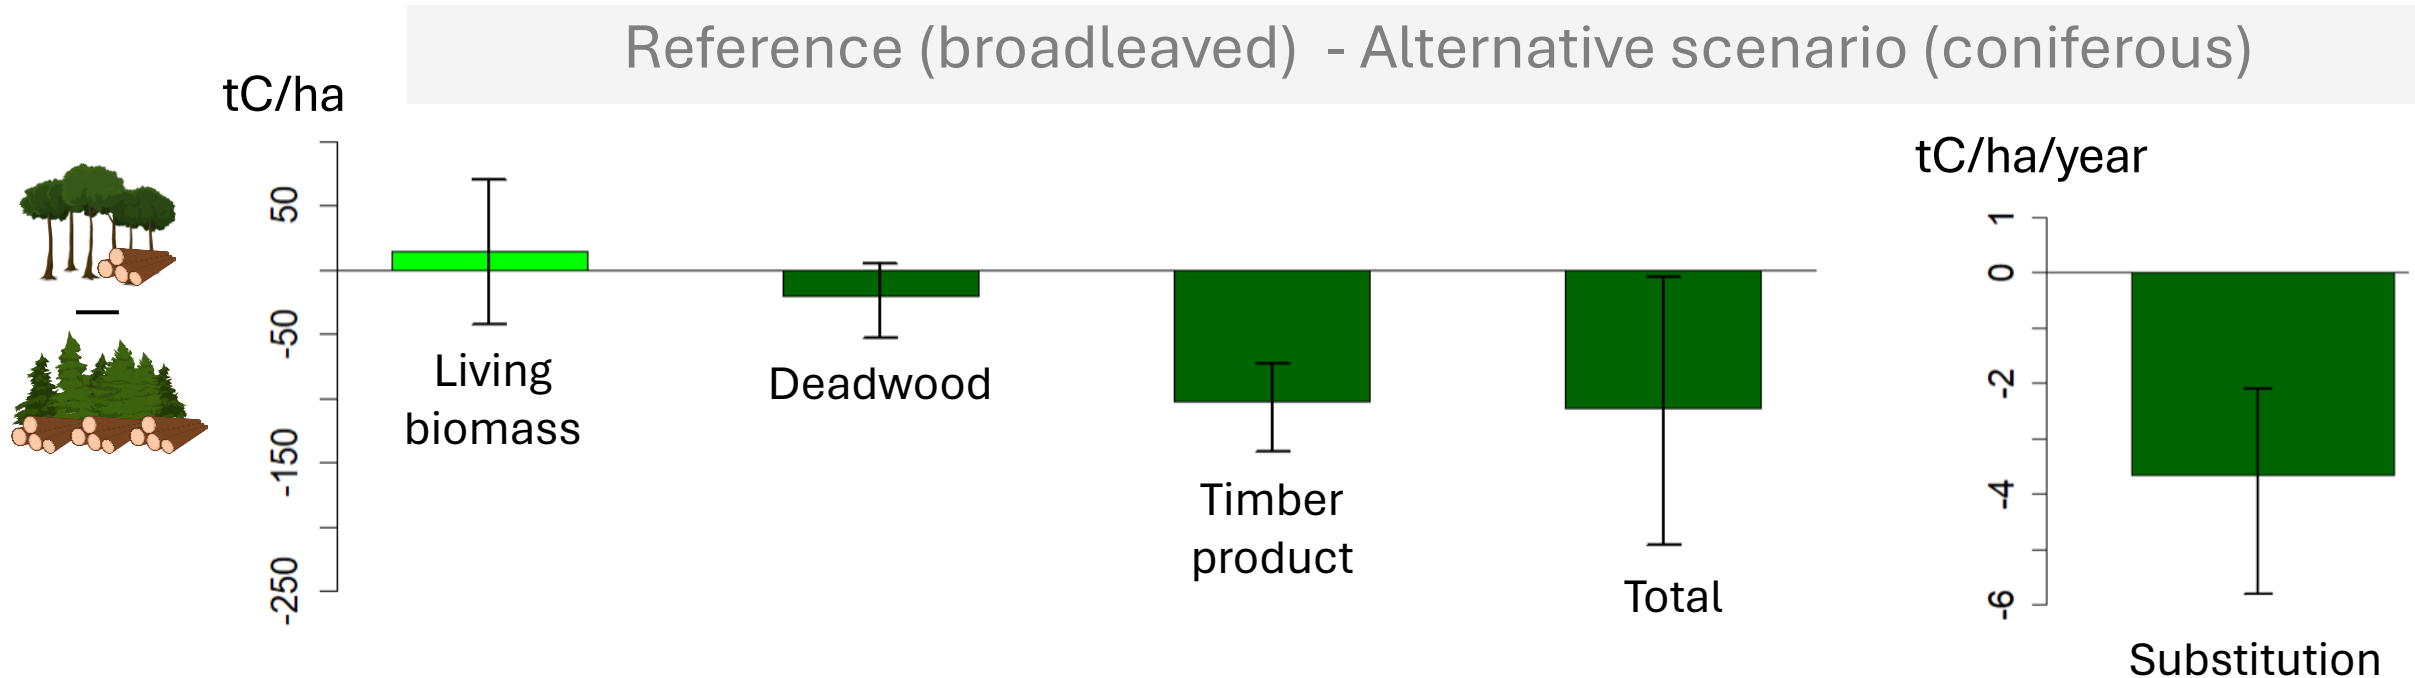 Reference (broadleaved) - Alternative scenario (coniferous)
tC/ha
50
-50
-150
-250
Living
biomass
Deadwood
Timber
product
Total
tC/ha/year
1
0
-2
-4
-6
Substitution